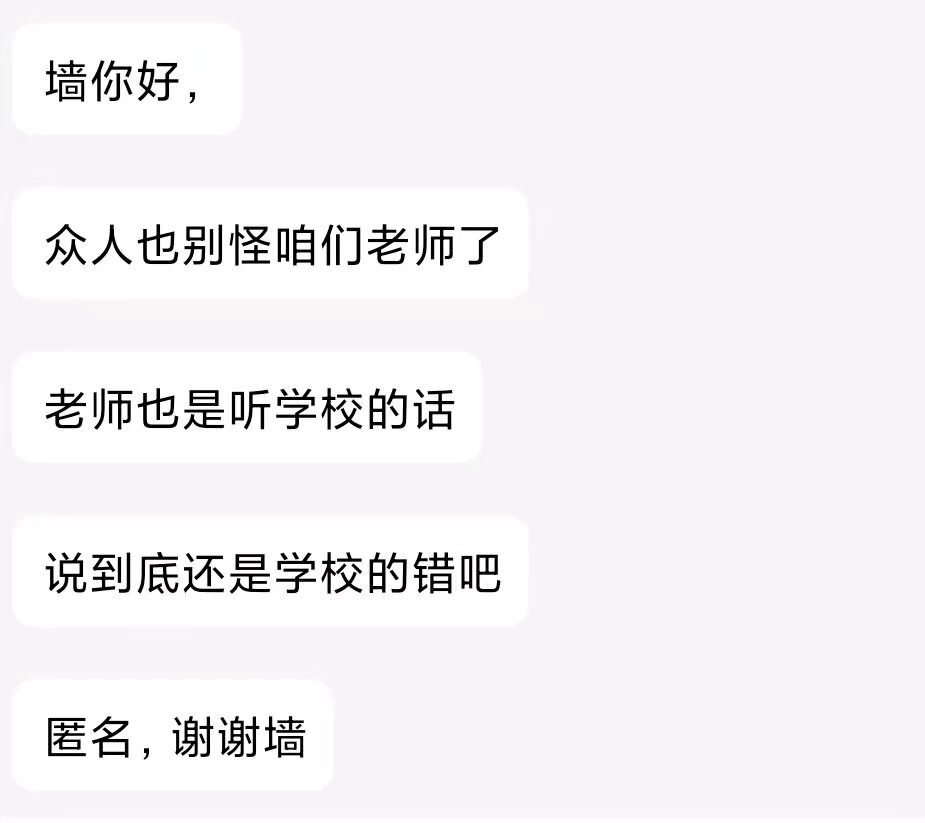 墙你好，
众人也别怪咱们老师了
老师也是听学校的话
说到底还是学校的错吧
匿名，谢谢墙